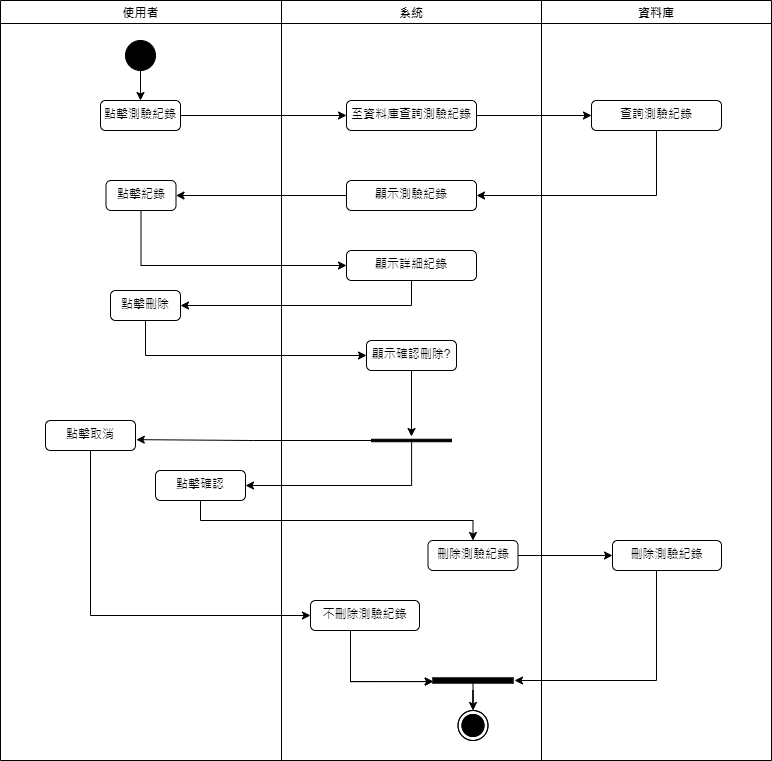 使用者
系統
資料庫
點擊測驗紀錄
至資料庫查詢測驗紀錄
查詢測驗紀錄
點擊紀錄
顯示測驗紀錄
顯示詳細紀錄
點擊刪除
顯示確認刪除?
點擊取消
點擊確認
刪除測驗紀錄
刪除測驗紀錄
不刪除測驗紀錄